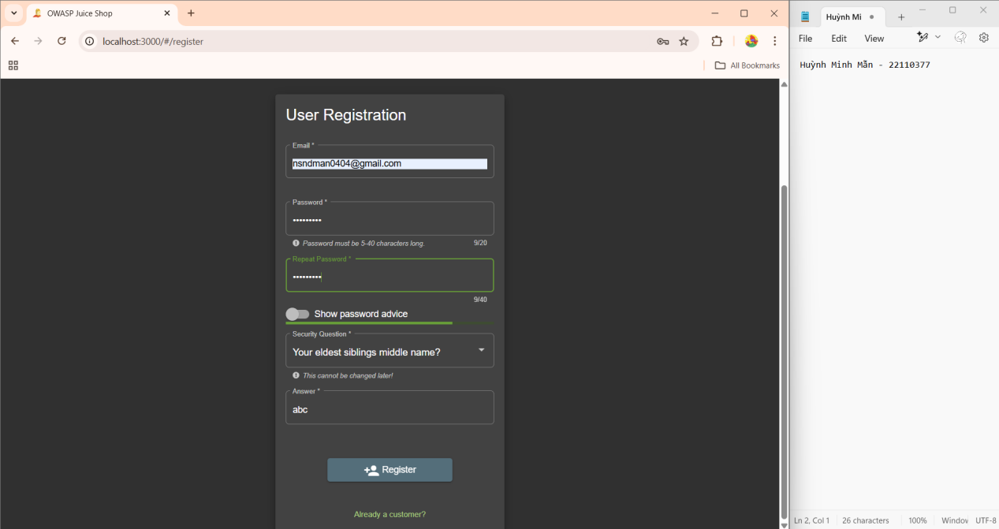 OWASP Juice Shop
localhost:3000/#/register
All Bookmarks
User Registration
Email *
nsndman0404@gmail.com
Password *
•••••••••
Password must be 5-40 characters long.
9/20
Repeat Password *
•••••••••
9/40
Show password advice
Security Question *
Your eldest siblings middle name?
This cannot be changed later!
Answer *
abc
Register
Already a customer?
Huỳnh Mi
File Edit View
Huỳnh Minh Mẫn - 22110377
Ln 2, Col 1 26 characters 100% Window UTF-8